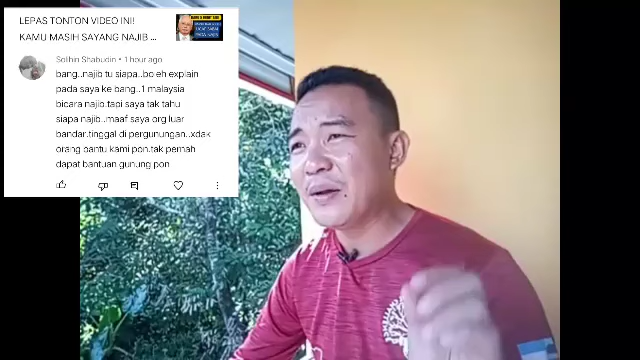 LEPAS TONTON VIDEO INI!
KAMU MASIH SAYANG NAJIB ...
Solihin Shabudin • 1 hour ago
bang..najib tu siapa..bo eh explain
pada saya ke bang..1 malaysia
bicara najib.tapi saya tak tahu
siapa najib..maaf saya org luar
bandar.tinggal di pergunungan..xdak
orang bantu kami pon.tak pernah
dapat bantuan gunung pon